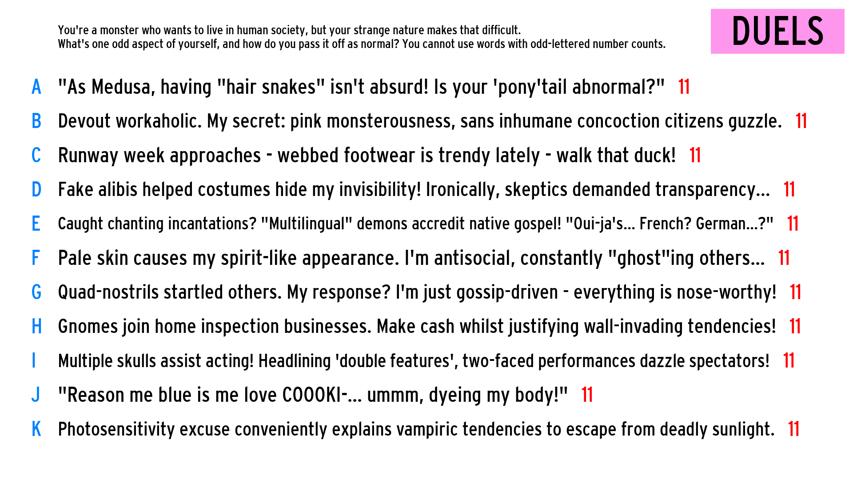 You're a monster who wants to live in human society, but your strange nature makes that difficult.
What's one odd aspect of yourself, and how do you pass it off as normal? You cannot use words with odd-lettered number counts.
DUELS
A "As Medusa, having "hair snakes" isn't absurd! Is your 'pony'tail abnormal?" 11
B Devout workaholic. My secret: pink monsterousness, sans inhumane concoction citizens guzzle. 11
C Runway week approaches - webbed footwear is trendy lately - walk that duck! 11
D Fake alibis helped costumes hide my invisibility! Ironically, skeptics demanded transparency... 11
E Caught chanting incantations? "Multilingual" demons accredit native gospel! "Oui-ja's... French? German...?" 11
F Pale skin causes my spirit-like appearance. I'm antisocial, constantly "ghost"ing others... 11
G Quad-nostrils startled others. My response? I'm just gossip-driven - everything is nose-worthy! 11
H Gnomes join home inspection businesses. Make cash whilst justifying wall-invading tendencies! 11
I Multiple skulls assist acting! Headlining 'double features', two-faced performances dazzle spectators! 11
J "Reason me blue is me love COOOKI-... ummm, dyeing my body!" 11
K Photosensitivity excuse conveniently explains vampiric tendencies to escape from deadly sunlight. 11